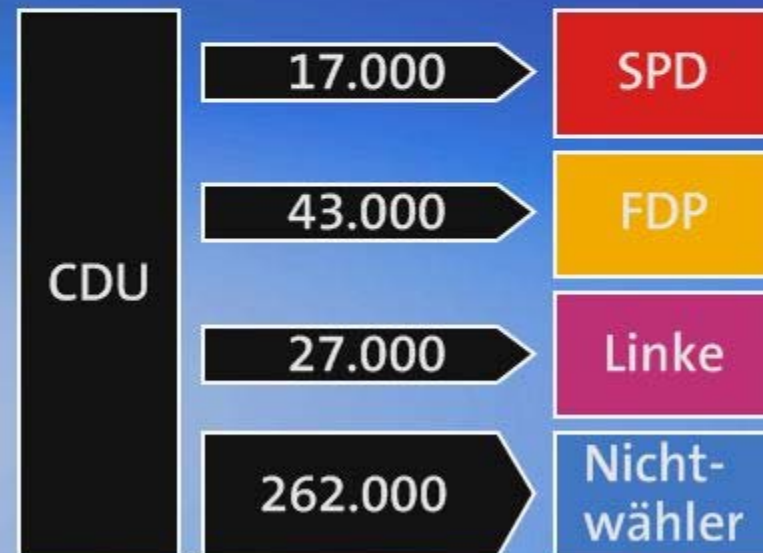 CDU
17.000
SPD
43.000
FDP
27.000
Linke
262.000
Nicht-
wähler